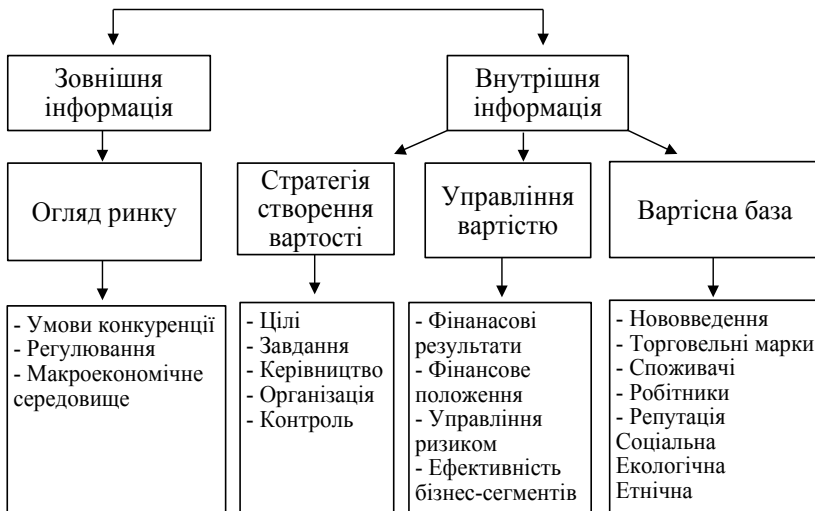 Зовнішня
інформація
Внутрішня
інформація
Огляд ринку
Стратегія
створення
вартості
Управління
вартістю
Вартісна база
- Умови конкуренції
- Регулювання
- Макроекономічне
середовище
- Цілі
- Завдання
- Керівництво
- Організація
- Контроль
- Фінанасові
результати
- Фінансове
положення
- Управління
ризиком
- Ефективність
бізнес-сегментів
- Нововведення
- Торговельні марки
- Споживачі
- Робітники
- Репутація
Соціальна
Екологічна
Етнічна